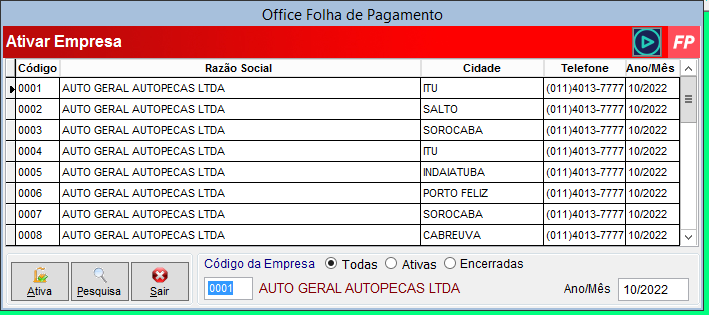 Office Folha de Pagamento
Ativar Empresa FP
Código Razão Social Cidade Telefone Ano/Mês
0001 AUTO GERAL AUTOPECAS LTDA ITU (011)4013-7777 10/2022
0002 AUTO GERAL AUTOPECAS LTDA SALTO (011)4013-7777 10/2022
0003 AUTO GERAL AUTOPECAS LTDA SOROCABA (011)4013-7777 10/2022
0004 AUTO GERAL AUTOPECAS LTDA ITU (011)4013-7777 10/2022
0005 AUTO GERAL AUTOPECAS LTDA INDAIATUBA (011)4013-7777 10/2022
0006 AUTO GERAL AUTOPECAS LTDA PORTO FELIZ (011)4013-7777 10/2022
0007 AUTO GERAL AUTOPECAS LTDA SOROCABA (011)4013-7777 10/2022
0008 AUTO GERAL AUTOPECAS LTDA CABREUVA (011)4013-7777 10/2022
Código da Empresa Todas Ativas Encerradas
Ativa Pesquisa Sair 0001 AUTO GERAL AUTOPECAS LTDA Ano/Mês 10/2022